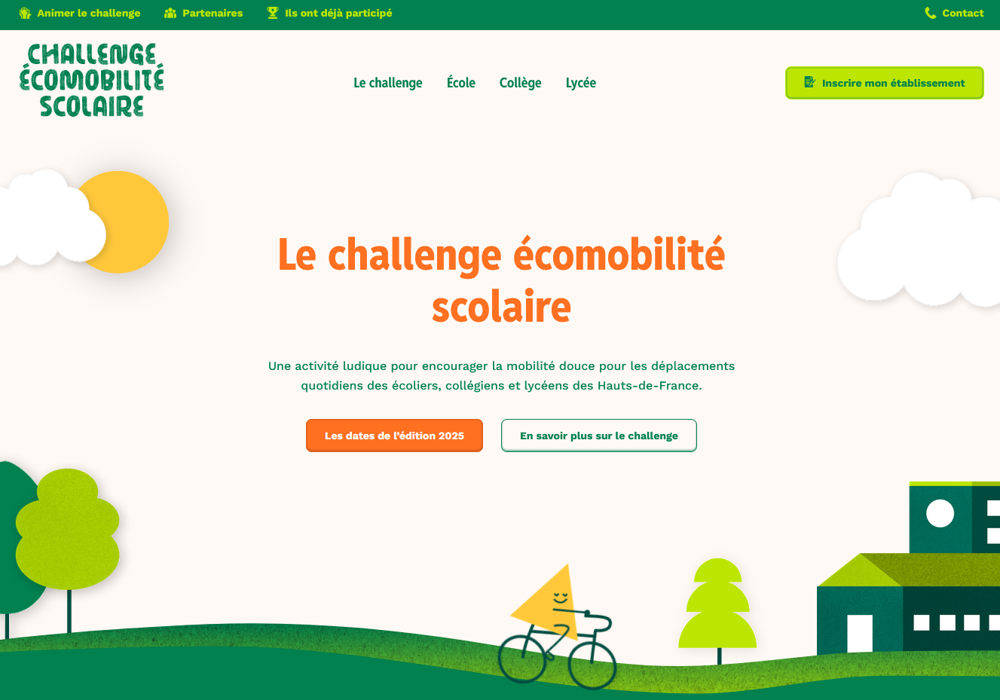 Animer le challenge
Partenaires
Ils ont déjà participé
Contact
CHALLENGE
ÉCOMOBILITÉ
SCOLAIRE
Le challenge
École
Collège
Lycée
Inscrire mon établissement
Le challenge écomobilité
scolaire
Une activité ludique pour encourager la mobilité douce pour les déplacements
quotidiens des écoliers, collégiens et lycéens des Hauts-de-France.
Les dates de l’édition 2025
En savoir plus sur le challenge